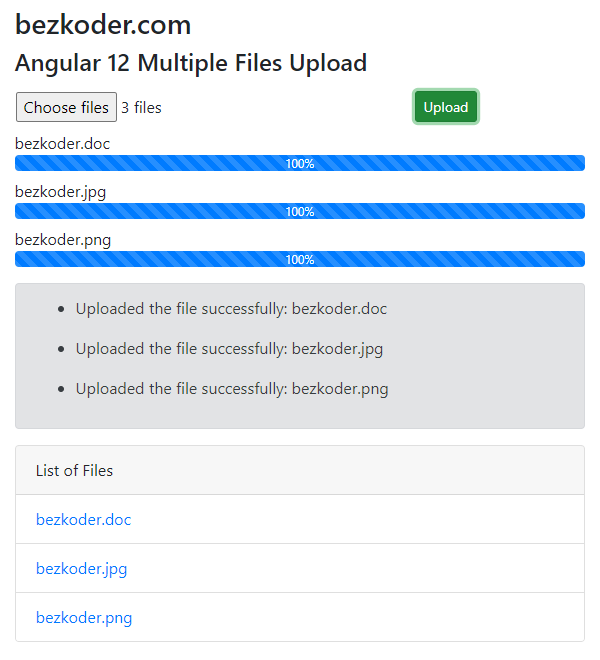 bezkoder.com
Angular 12 Multiple Files Upload
Choose files 3 files Upload
bezkoder.doc
100%
bezkoder.jpg
100%
bezkoder.png
100%
• Uploaded the file successfully: bezkoder.doc
• Uploaded the file successfully: bezkoder.jpg
• Uploaded the file successfully: bezkoder.png
List of Files
bezkoder.doc
bezkoder.jpg
bezkoder.png